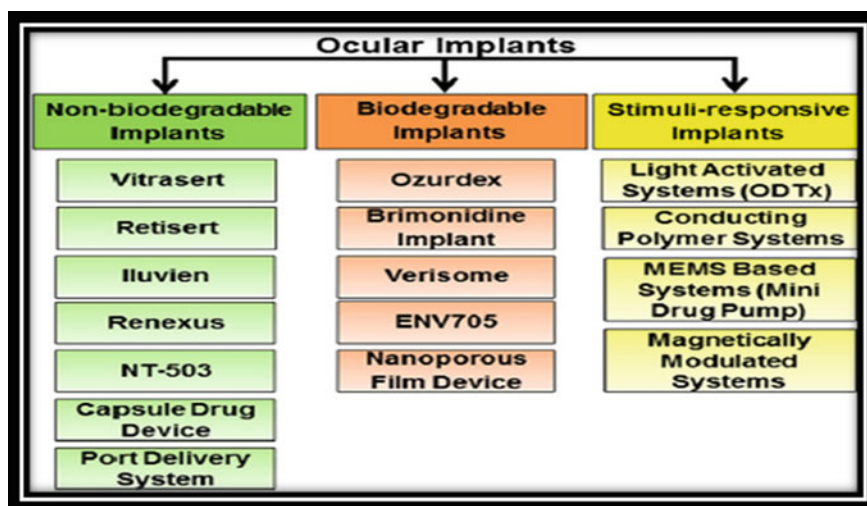 Ocular Implants
Non-biodegradable
Implants
Vitrasert
Retisert
Iluvien
Renexus
NT-503
Capsule Drug
Device
Port Delivery
System
Biodegradable
Implants
Ozurdex
Brimonidine
Implant
Verisome
ENV705
Nanoporous
Film Device
Stimuli-responsive
Implants
Light Activated
Systems (ODTx)
Conducting
Polymer Systems
MEMS Based
Systems (Mini
Drug Pump)
Magnetically
Modulated
Systems